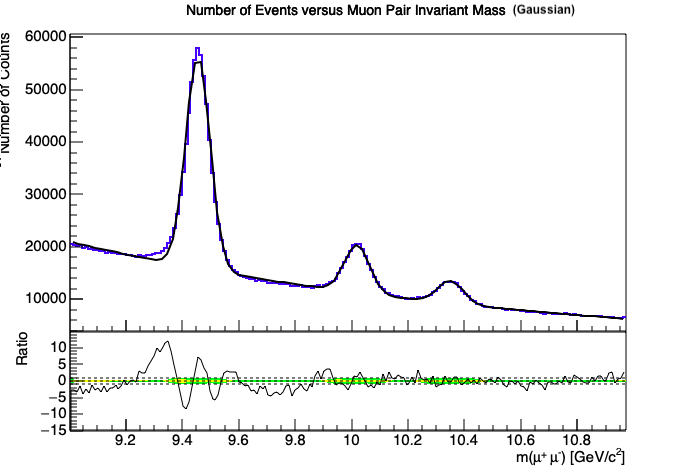 Number of Events versus Muon Pair Invariant Mass (Gaussian)
Number of Counts
60000
50000
40000
30000
20000
10000
Ratio
10
5
0
−5
−10
−15
9.2 9.4 9.6 9.8 10 10.2 10.4 10.6 10.8
m(μ⁺ μ⁻) [GeV/c²]